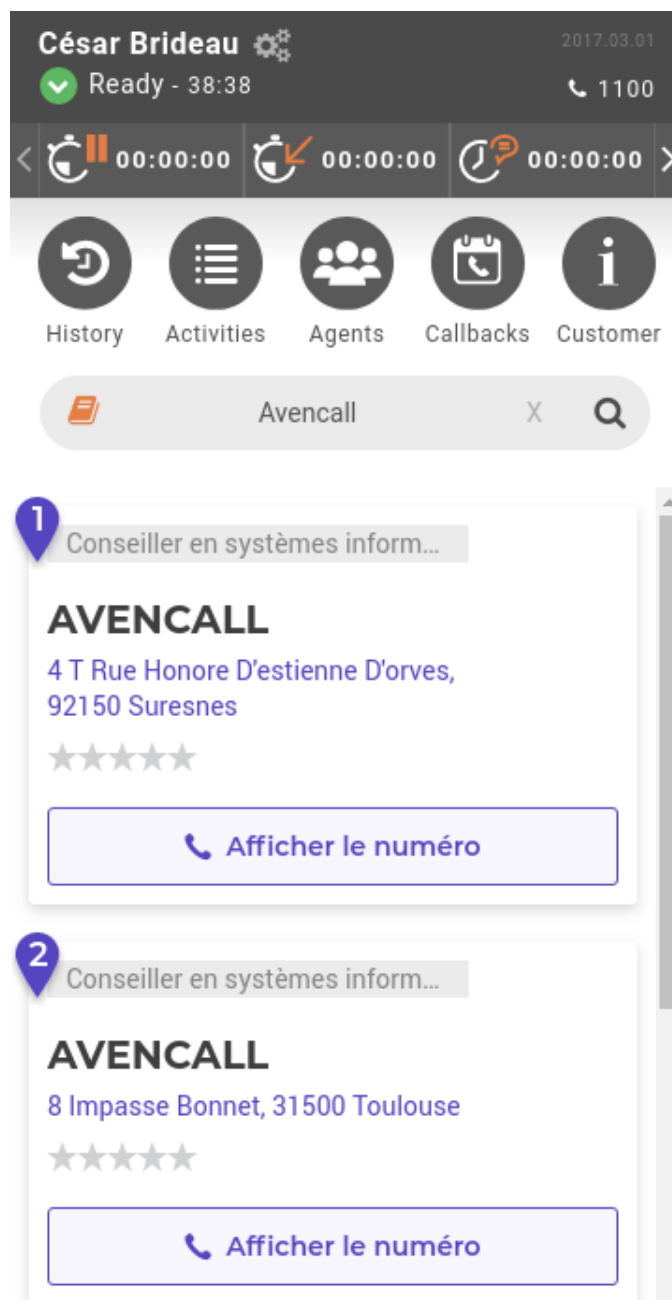 César Brideau
2017.03.01
Ready - 38:38
1100
00:00:00 00:00:00 00:00:00
History Activities Agents Callbacks Customer
Avencall X
1
Conseiller en systèmes inform...
AVENCALL
4 T Rue Honore D'estienne D'orves,
92150 Suresnes
Afficher le numéro
2
Conseiller en systèmes inform...
AVENCALL
8 Impasse Bonnet, 31500 Toulouse
Afficher le numéro